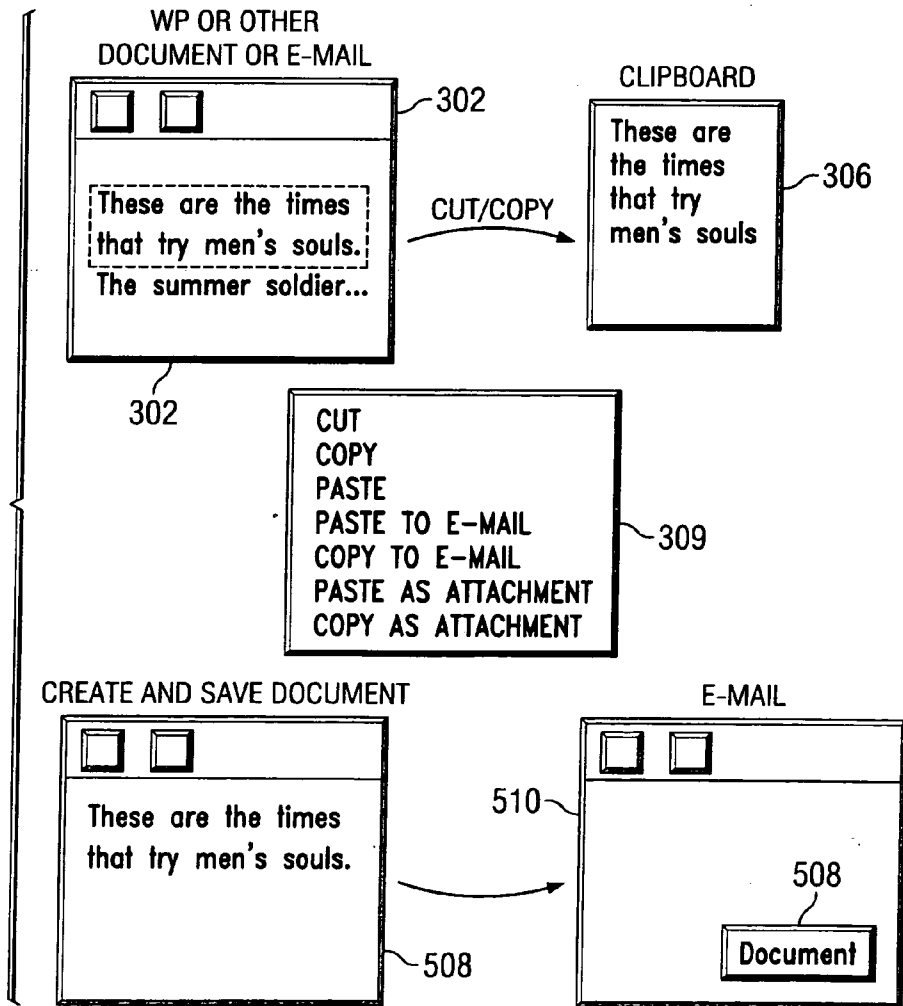 WP OR OTHER
DOCUMENT OR E-MAIL
302
These are the times
that try men's souls.
The summer soldier...
302
CUT/COPY
CLIPBOARD
These are
the times
that try
men's souls
306
CUT
COPY
PASTE
PASTE TO E-MAIL
COPY TO E-MAIL
PASTE AS ATTACHMENT
COPY AS ATTACHMENT
309
CREATE AND SAVE DOCUMENT
These are the times
that try men's souls.
508
E-MAIL
510
508
Document